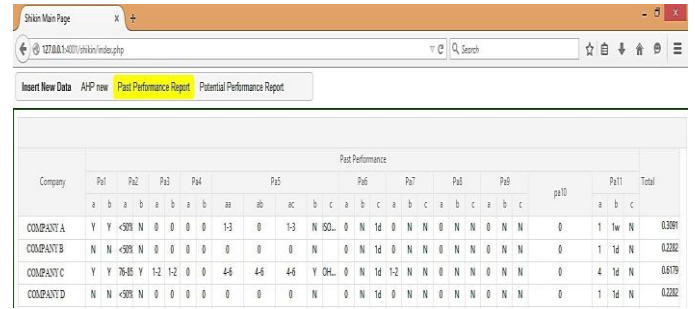 Shikin Main Page
127.0.0.1:4001/shikin/index.php
Search
Insert New Data AHP new Past Performance Report Potential Performance Report
Past Performance
Company Pa1 Pa2 Pa3 Pa4 Pa5 Pa6 Pa7 Pa8 Pa9 pa10 Pa11 Total
a b a b a b a b aa ab ac b c a b c a b c a b c a b c a b c
COMPANY A Y Y <50% N 0 0 0 0 1-3 0 1-3 N ISO... 0 N 1d 0 N N 0 N N 0 N N 0 1 1w N 0.3091
COMPANY B N N <50% N 0 0 0 0 0 0 0 N 0 N 1d 0 N N 0 N N 0 N N 0 1 1d N 0.2282
COMPANY C Y Y 76-85 Y 1-2 1-2 0 0 4-6 4-6 4-6 Y OH... 0 N 1d 1-2 N N 0 N N 0 N N 0 4 1d N 0.6179
COMPANY D N N <50% N 0 0 0 0 0 0 0 N 0 N 1d 0 N N 0 N N 0 N N 0 1 1d N 0.2282